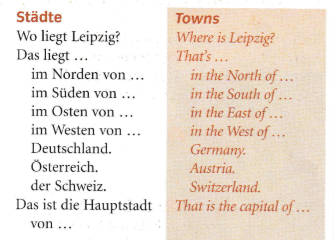 Städte
Wo liegt Leipzig?
Das liegt …
im Norden von …
im Süden von …
im Osten von …
im Westen von …
Deutschland.
Österreich.
der Schweiz.
Das ist die Hauptstadt
von …
Towns
Where is Leipzig?
That's …
in the North of …
in the South of …
in the East of …
in the West of …
Germany.
Austria.
Switzerland.
That is the capital of …